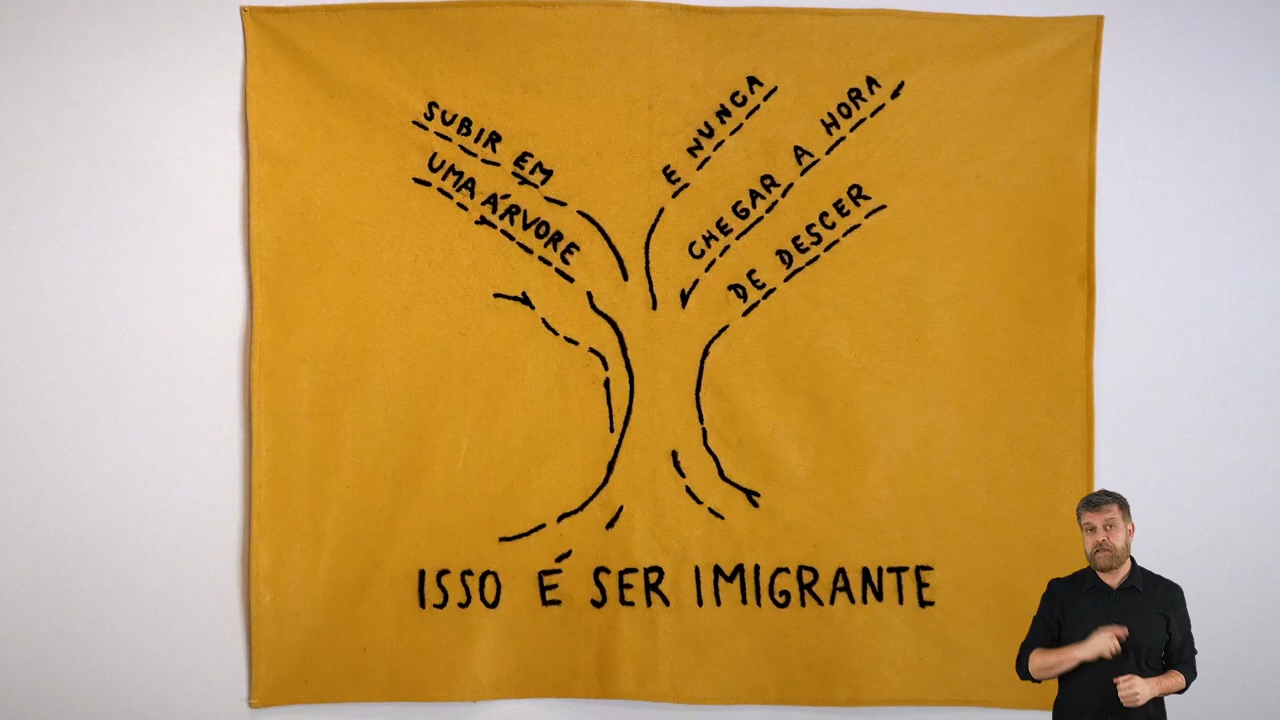 SUBIR EM
UMA ÁRVORE
E NUNCA
CHEGAR A HORA
DE DESCER
ISSO É SER IMIGRANTE